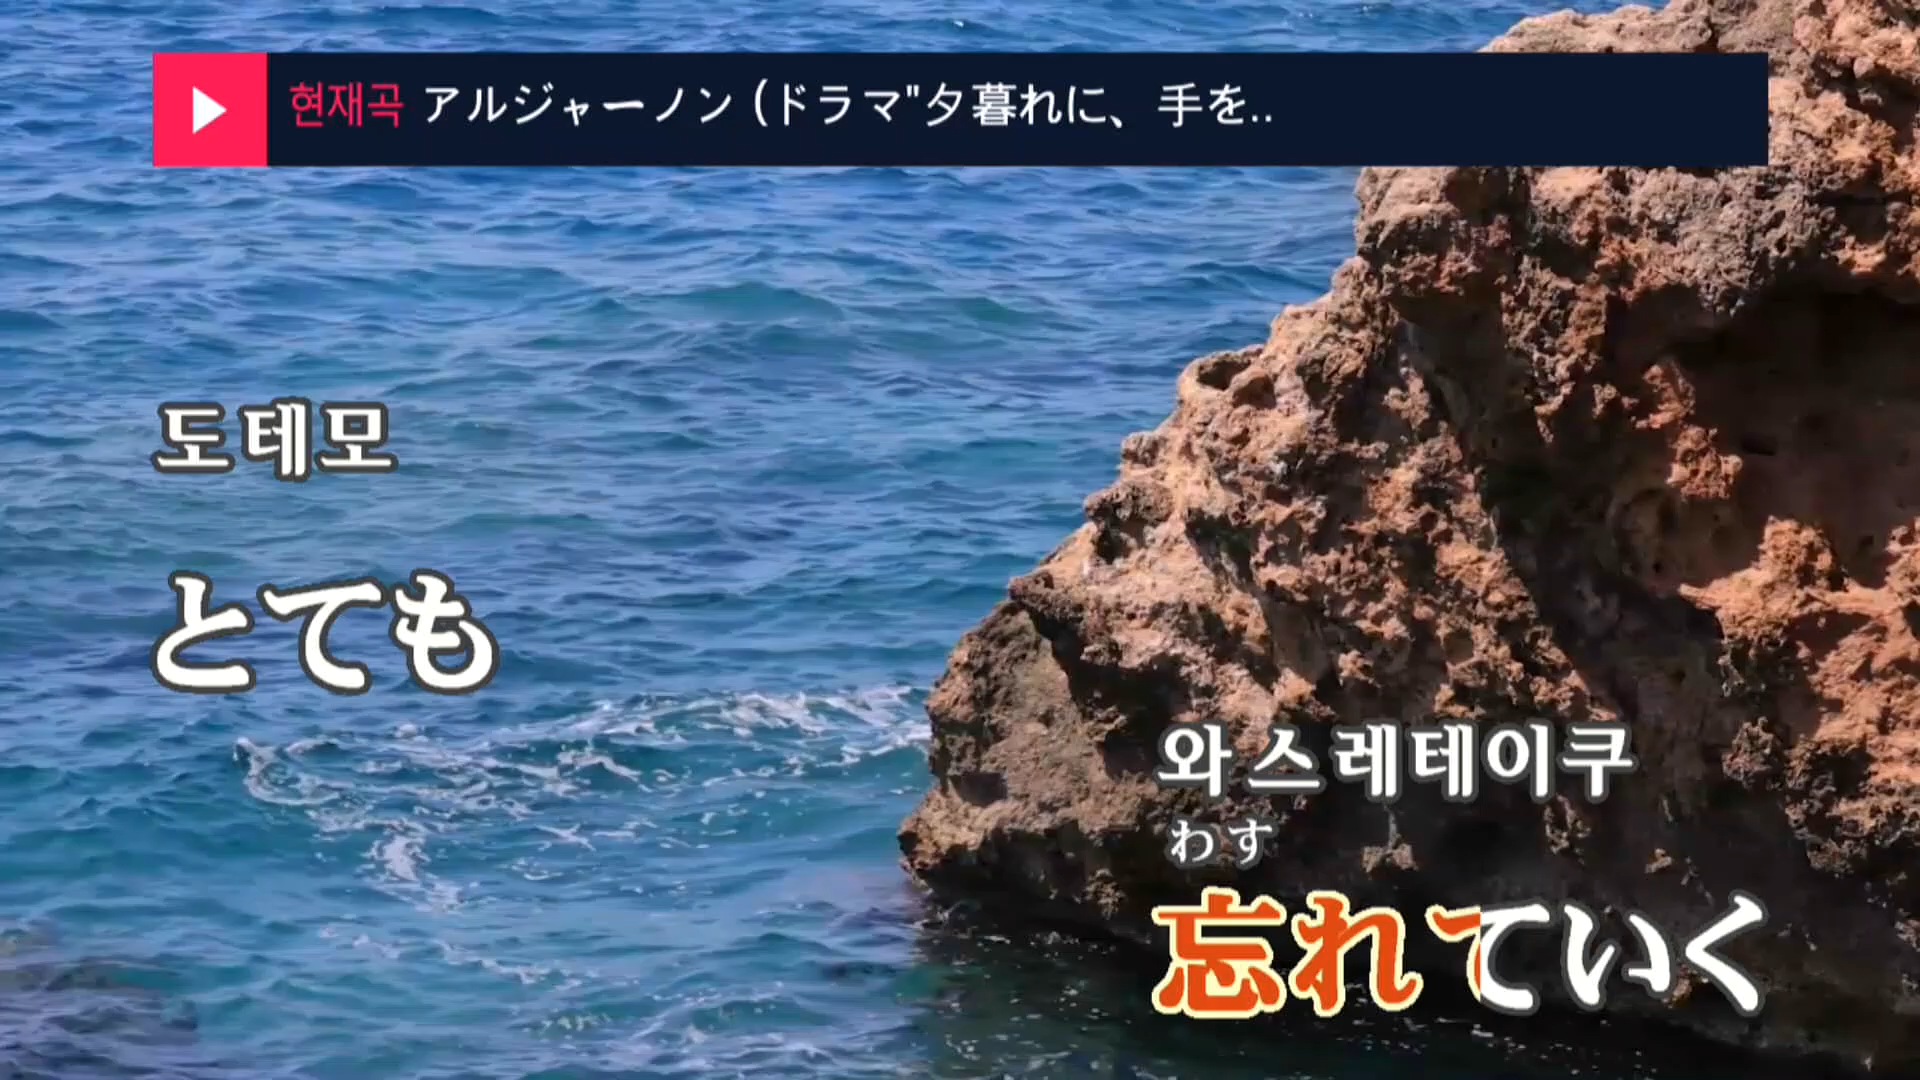 현재곡 アルジャーノン (ドラマ"夕暮れに、手を..
도테모
とても
와스레테이쿠
わす
忘れていく